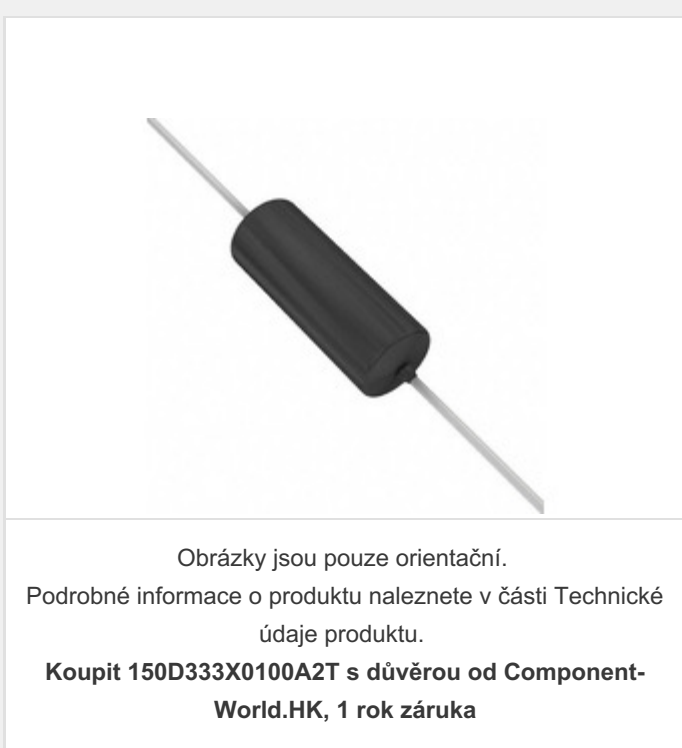 Obrázky jsou pouze orientační.
Podrobné informace o produktu naleznete v části Technické
údaje produktu.
Koupit 150D333X0100A2T s důvěrou od Component-
World.HK, 1 rok záruka